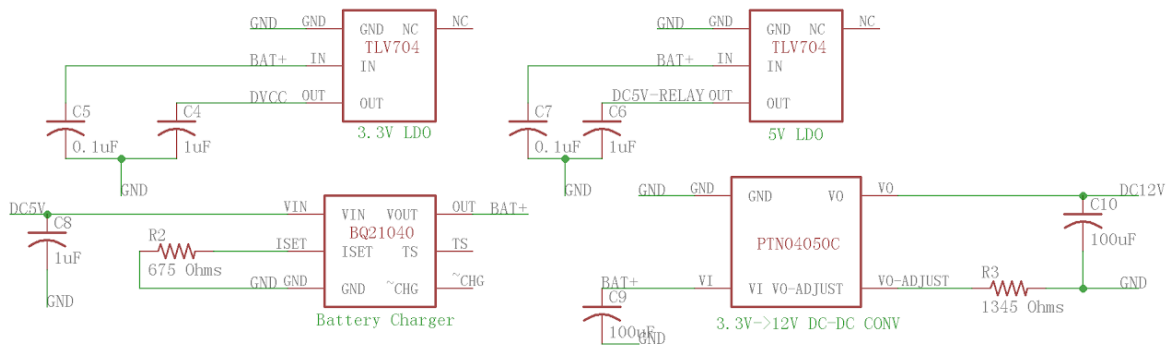 GND GND GND NC NC
TLV704
BAT+ IN IN
DVCC OUT OUT
C5 C4
0.1uF 1uF
3.3V LDO
GND
GND GND GND NC NC
TLV704
BAT+ IN IN
DC5V-RELAY OUT OUT
C7 C6
0.1uF 1uF
5V LDO
GND
DC5V VIN VIN VOUT OUT BAT+
C8 BQ21040
1uF R2 ISET ISET TS TS
675 Ohms
GND GND GND ~CHG ~CHG
GND
Battery Charger
GND GND GND VO VO DC12V
C10
PTN04050C 100uF
BAT+ VI VI VO-ADJUST VO-ADJUST R3 GND
C9 1345 Ohms
100uF
GND
3.3V->12V DC-DC CONV